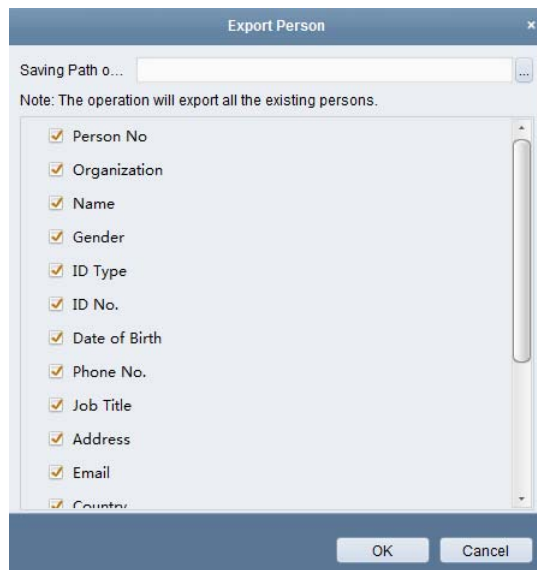 Export Person
×
Saving Path o...
...
Note: The operation will export all the existing persons.
Person No
Organization
Name
Gender
ID Type
ID No.
Date of Birth
Phone No.
Job Title
Address
Email
Country
OK
Cancel